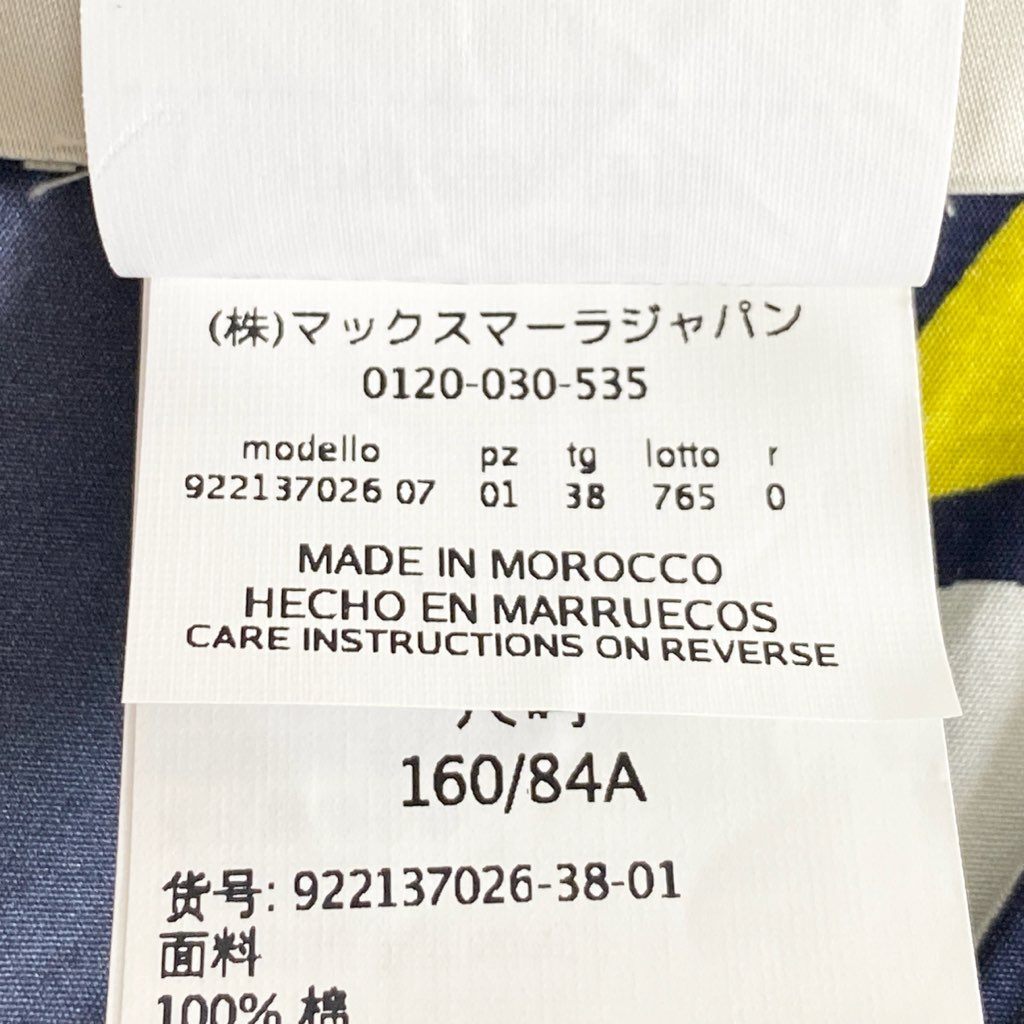 (株)マックスマーラジャパン
0120-030-535
modello pz tg lotto r
922137026 07 01 38 765 0
MADE IN MOROCCO
HECHO EN MARRUECOS
CARE INSTRUCTIONS ON REVERSE
160/84A
货号: 922137026-38-01
面料
100% 棉